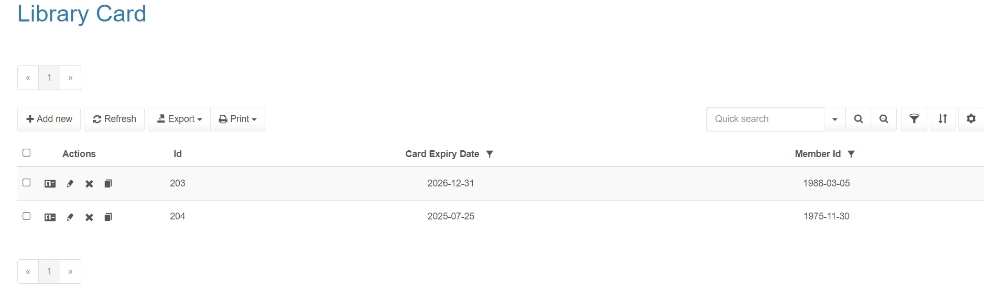 Library Card
« 1 »
Add new Refresh Export Print Quick search
Actions Id Card Expiry Date Member Id
203 2026-12-31 1988-03-05
204 2025-07-25 1975-11-30
« 1 »